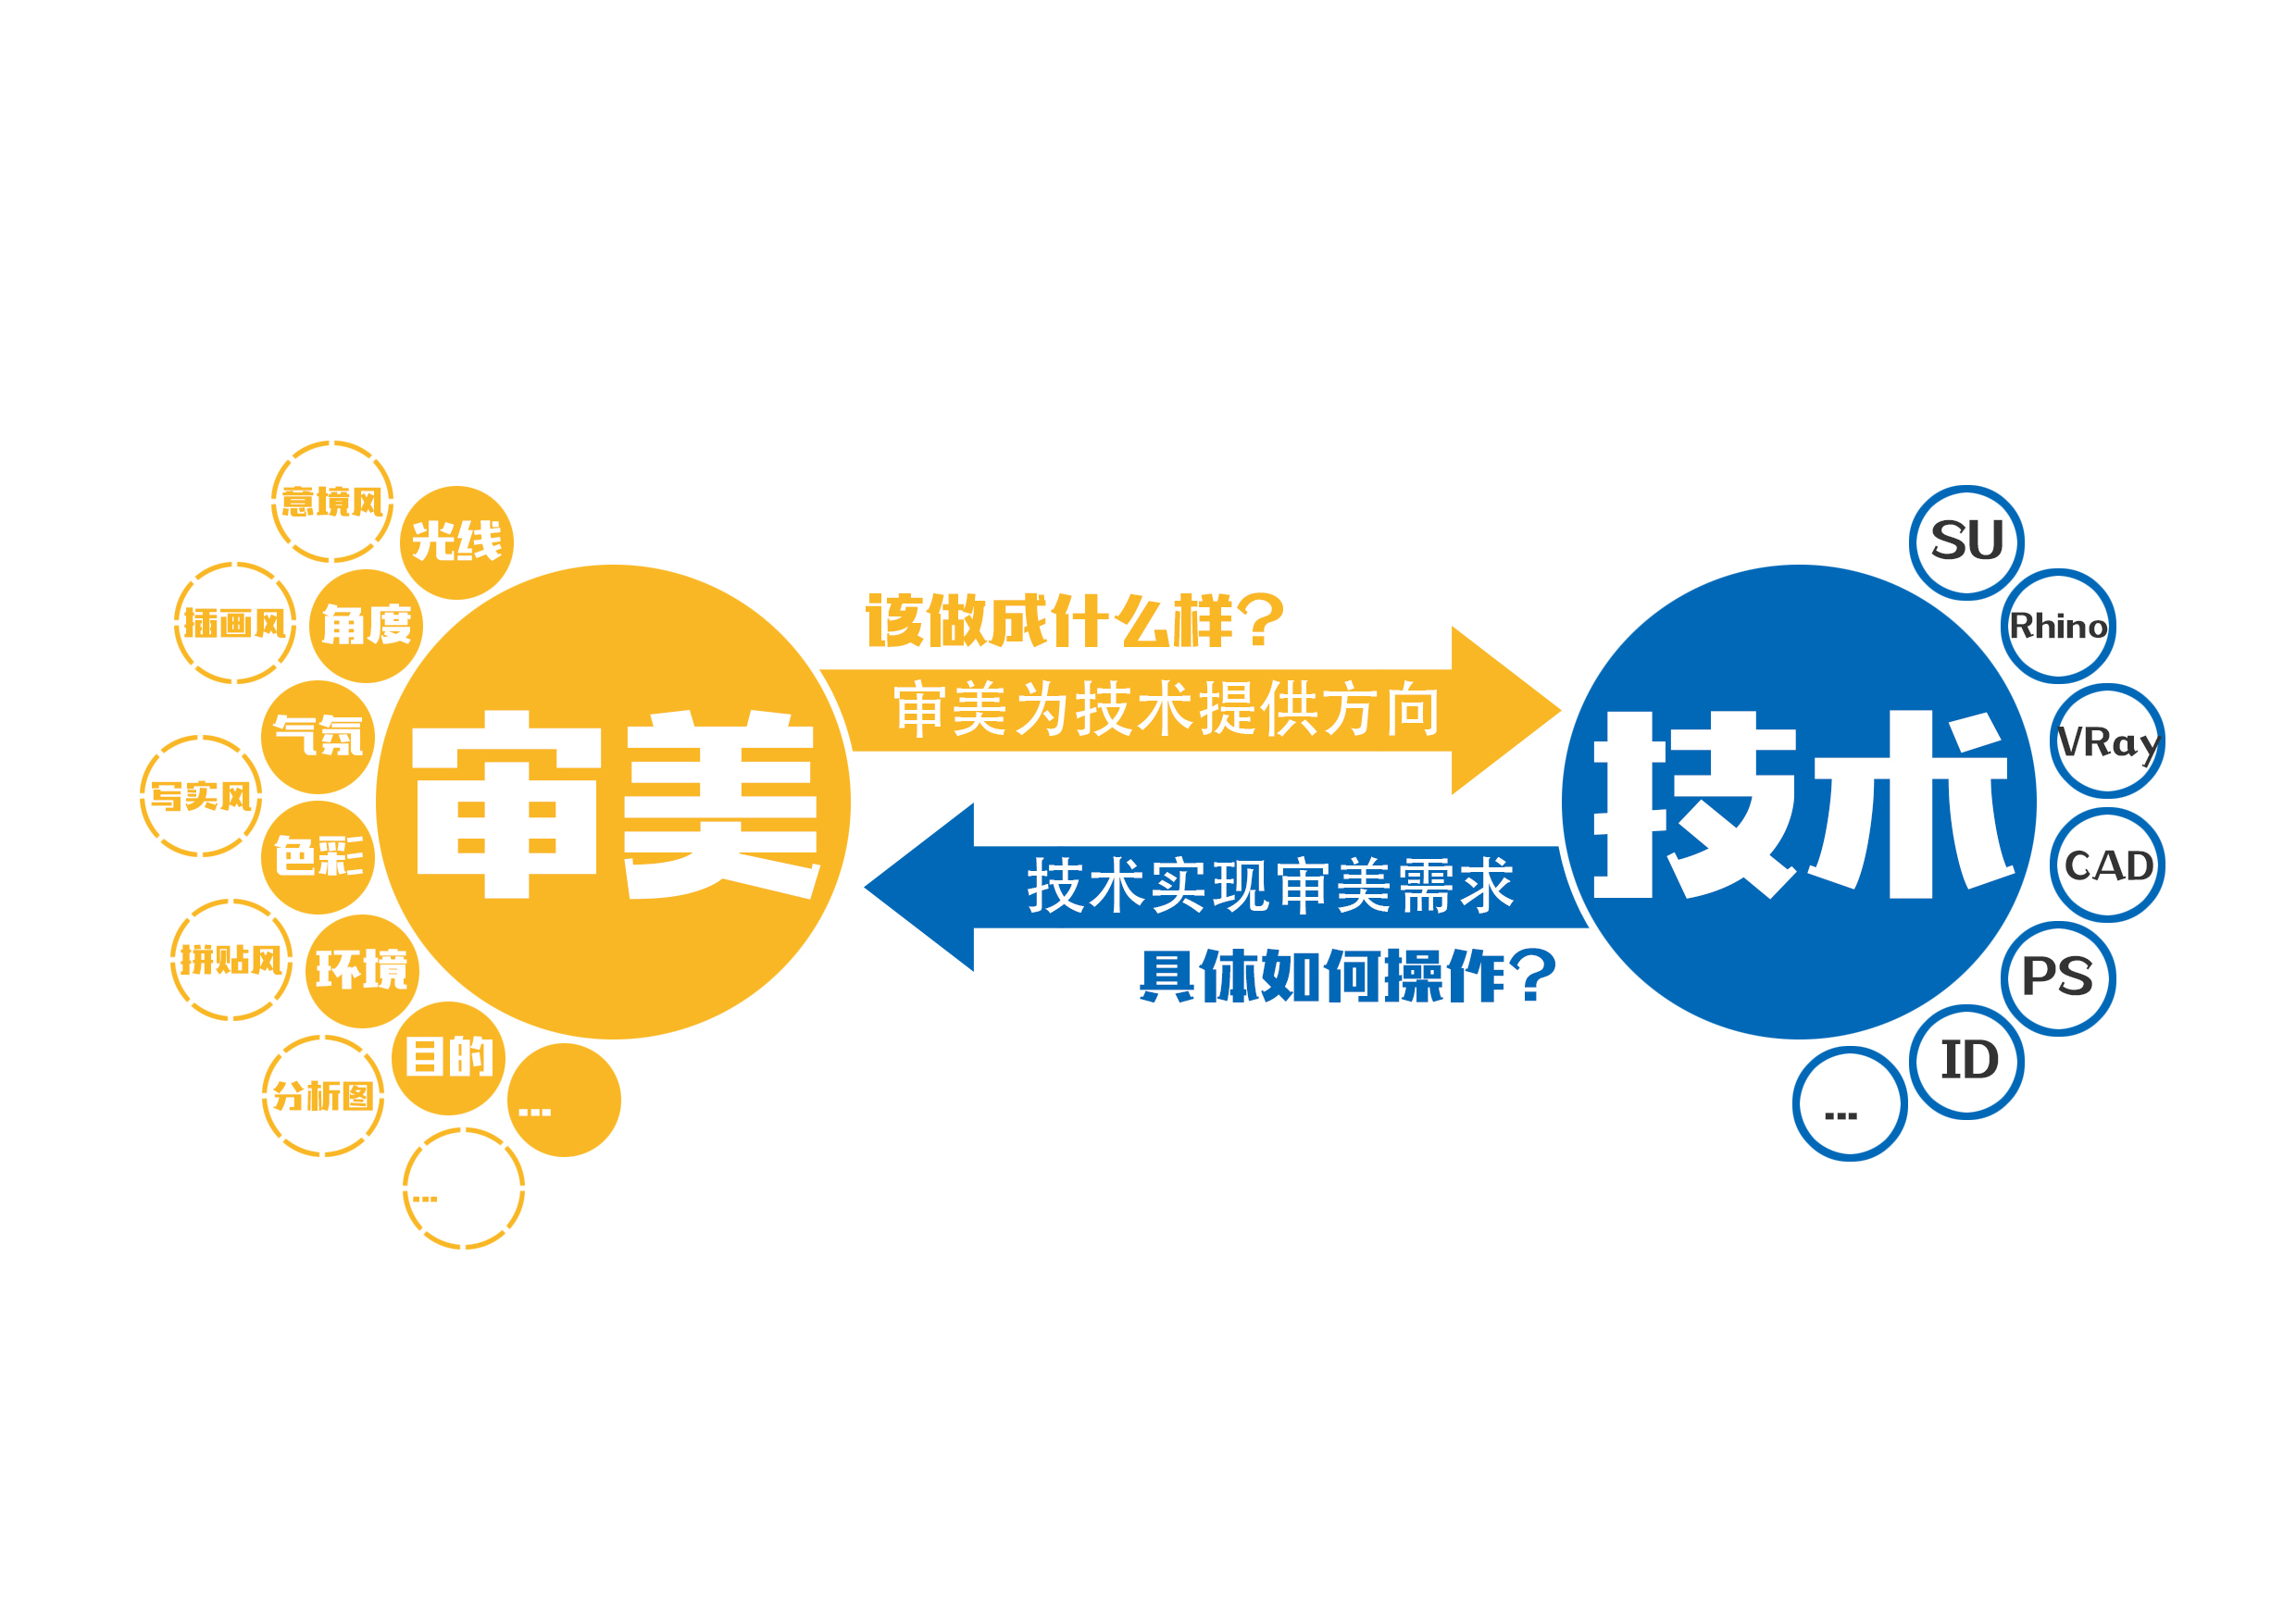 意境风
光线
插画风
角度
气氛
写实风
色彩
拼贴风
环境
分析图
目的
...
...
审美
该做成什么样?
审美为技术提供方向
技术实现审美需求
具体如何操作?
技术
SU
Rhino
VRay
CAD
PS
ID
...